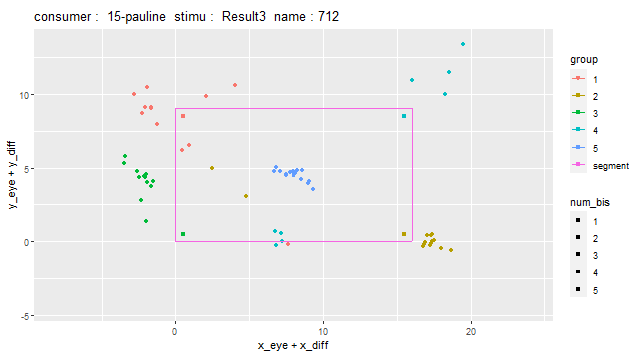 consumer : 15-pauline stimu : Result3 name : 712
y_eye + y_diff
10
5
0
-5
0
10
20
x_eye + x_diff
group
1
2
3
4
5
segment
num_bis
1
2
3
4
5